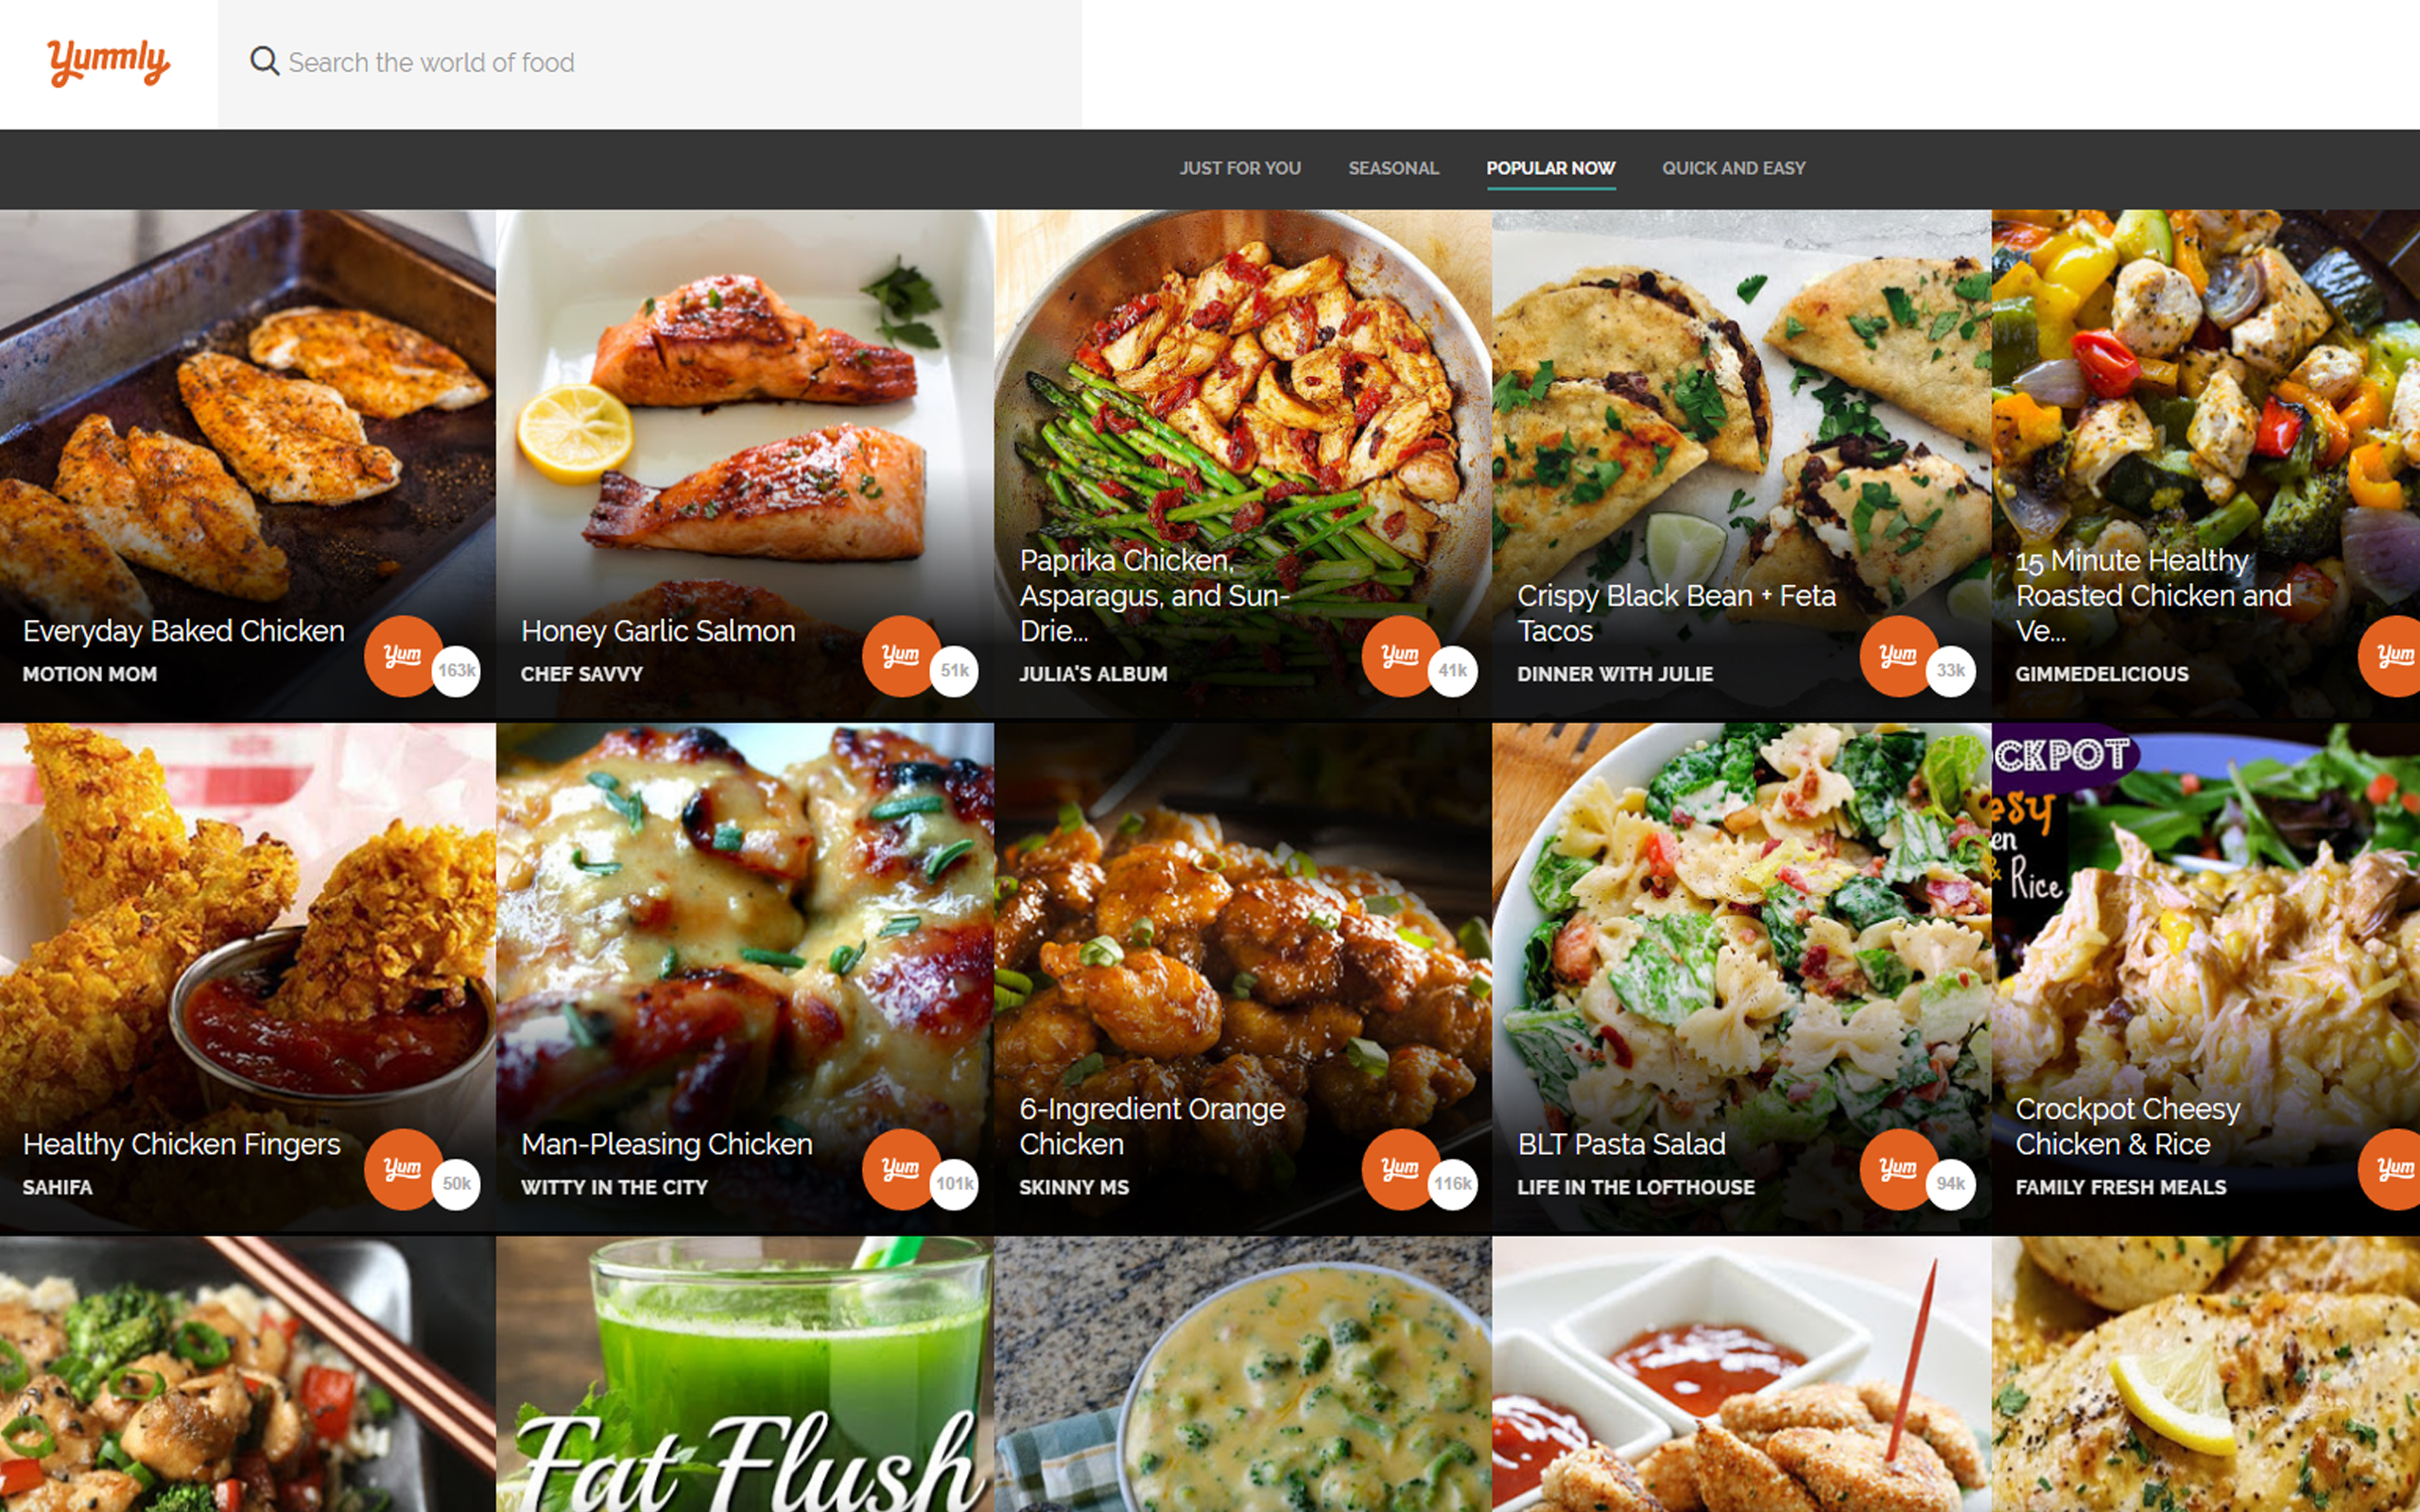 Yummly
Search the world of food
JUST FOR YOU
SEASONAL
POPULAR NOW
QUICK AND EASY
Everyday Baked Chicken
MOTION MOM
Yum
163k
Honey Garlic Salmon
CHEF SAVVY
Yum
51k
Paprika Chicken,
Asparagus, and Sun-
Drie...
JULIA'S ALBUM
Yum
41k
Crispy Black Bean + Feta
Tacos
DINNER WITH JULIE
Yum
33k
15 Minute Healthy
Roasted Chicken and
Ve...
GIMMEDELICIOUS
Yum
Healthy Chicken Fingers
SAHIFA
Yum
50k
Man-Pleasing Chicken
WITTY IN THE CITY
Yum
101k
6-Ingredient Orange
Chicken
SKINNY MS
Yum
116k
BLT Pasta Salad
LIFE IN THE LOFTHOUSE
Yum
94k
CKPOT
esy
en
& Rice
Crockpot Cheesy
Chicken & Rice
FAMILY FRESH MEALS
Yum
Fat Flush